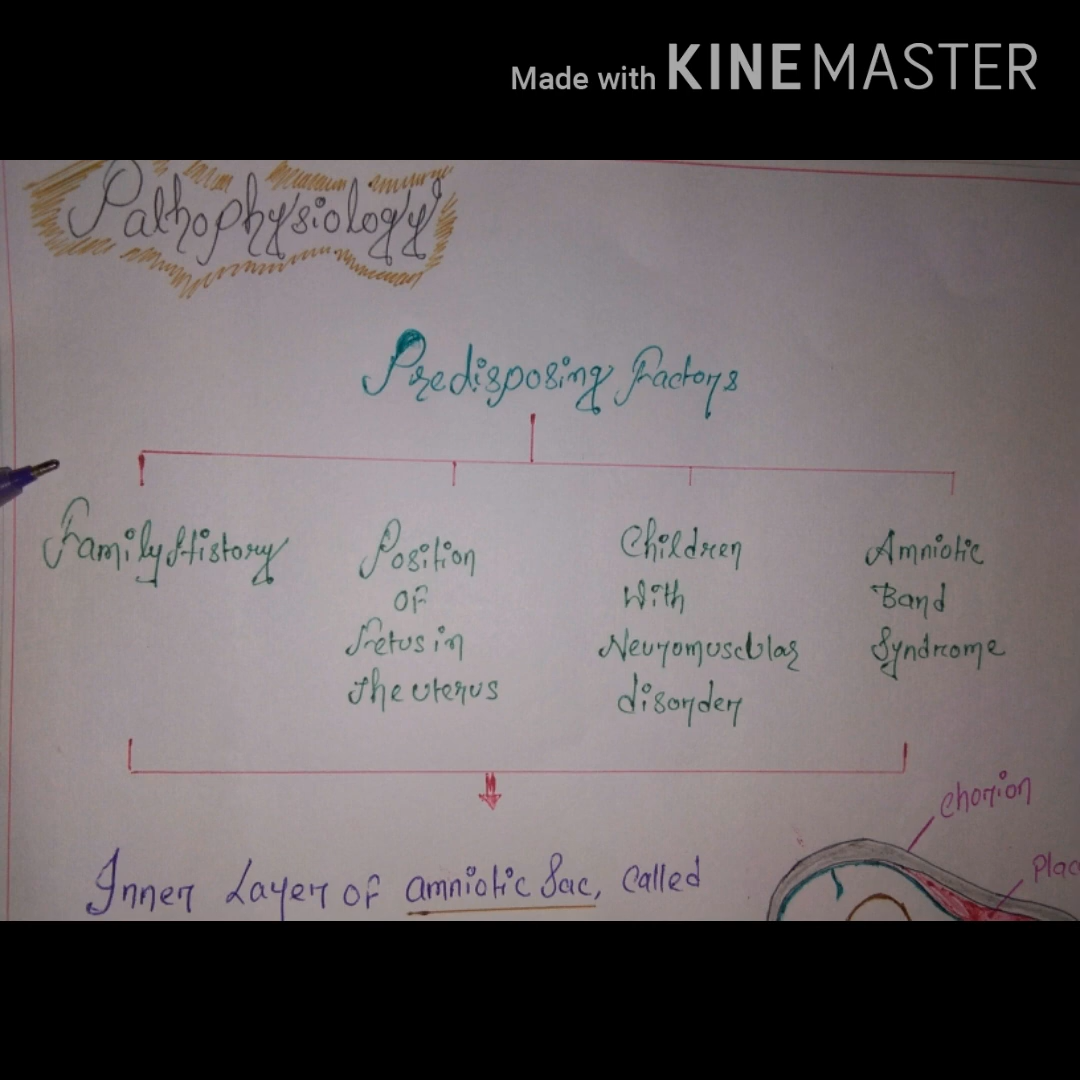 Made with KINEMASTER
Pathophysiology
Predisposing Factors
Family History
Position
OF
Fetus in
the uterus
Children
With
Neuromuscular
disorder
Amniotic
Band
Syndrome
chorion
Plac
Inner Layer of amniotic Sac, called